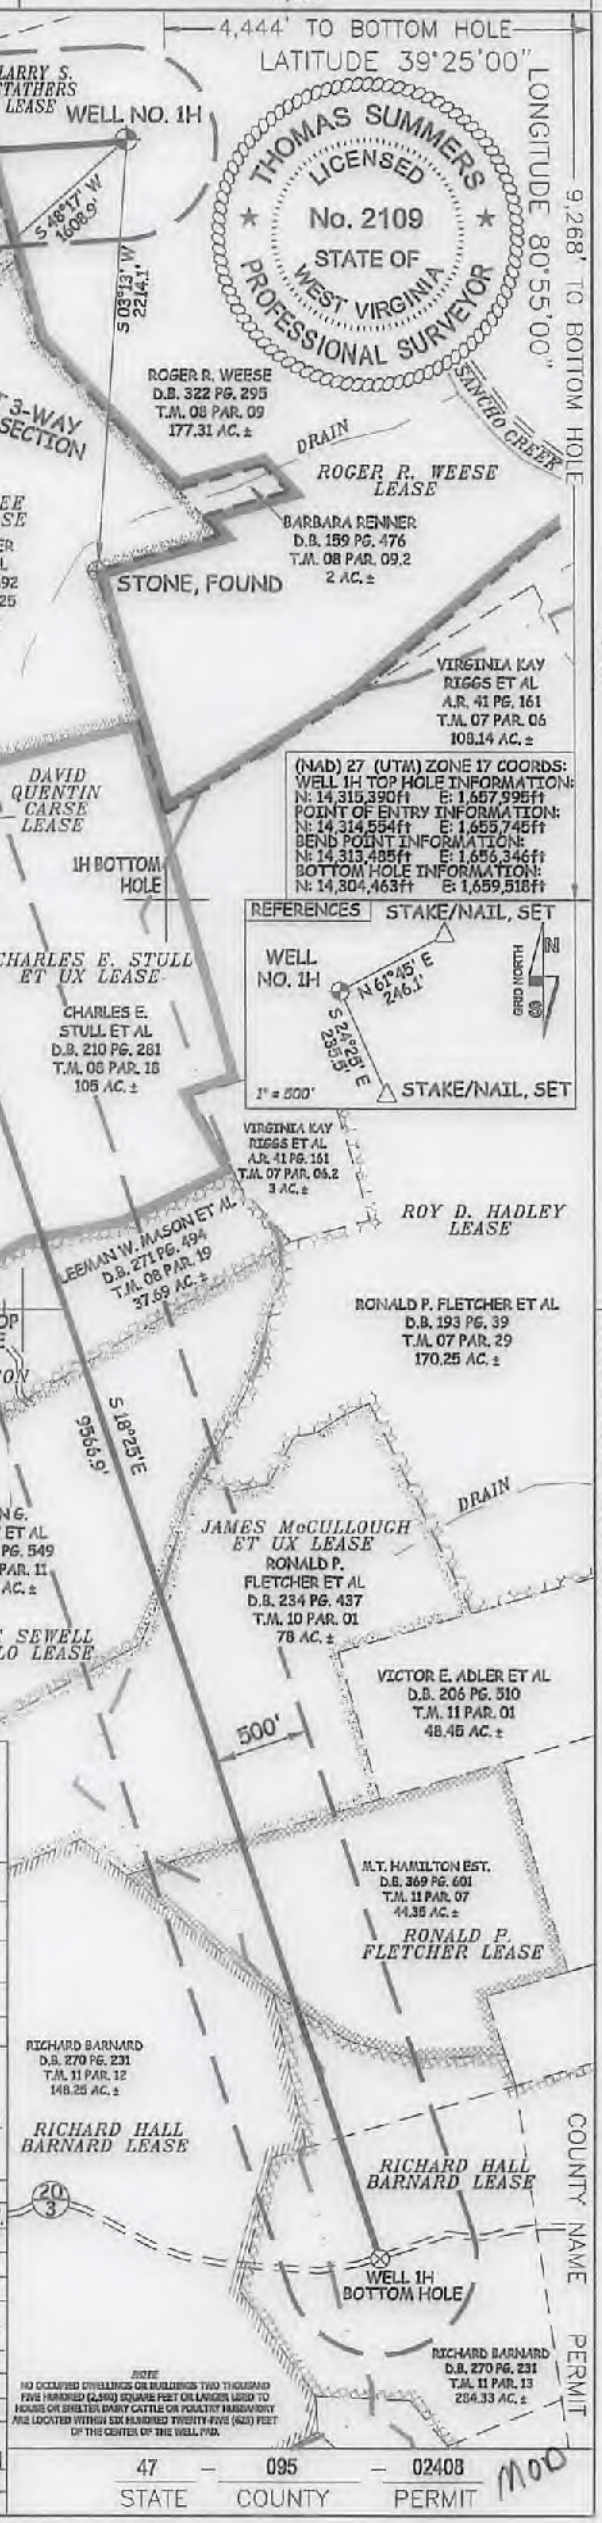 4,444' TO BOTTOM HOLE
LATITUDE 39°25'00"
LONGITUDE 80°55'00"
9,268' TO BOTTOM HOLE
LARRY S.
STATHERS
LEASE
WELL NO. 1H
S 48°17' W
1608.9'
S 03°13' W
2214.1'
THOMAS SUMMERS
LICENSED
No. 2109
STATE OF
WEST VIRGINIA
PROFESSIONAL SURVEYOR
SANCHO CREEK
ROGER R. WEESE
D.B. 322 PG. 295
T.M. 08 PAR. 09
177.31 AC. ±
3-WAY
SECTION
DRAIN
ROGER R. WEESE
LEASE
BARBARA RENNER
D.B. 159 PG. 476
T.M. 08 PAR. 09.2
2 AC. ±
EE
SE
ER
L
92
25
STONE, FOUND
VIRGINIA KAY
RIGGS ET AL
A.R. 41 PG. 161
T.M. 07 PAR. 06
108.14 AC. ±
(NAD) 27 (UTM) ZONE 17 COORDS:
WELL 1H TOP HOLE INFORMATION:
N: 14,315,390ft E: 1,657,995ft
POINT OF ENTRY INFORMATION:
N: 14,314,554ft E: 1,655,745ft
BEND POINT INFORMATION:
N: 14,313,485ft E: 1,656,346ft
BOTTOM HOLE INFORMATION:
N: 14,304,463ft E: 1,659,518ft
DAVID
QUENTIN
CARSE
LEASE
1H BOTTOM
HOLE
REFERENCES
STAKE/NAIL, SET
WELL
NO. 1H
N 61°45' E
246.1'
S 24°25' E
235.5'
GRID NORTH
N
1" = 500'
STAKE/NAIL, SET
CHARLES E. STULL
ET UX LEASE
CHARLES E.
STULL ET AL
D.B. 210 PG. 281
T.M. 08 PAR. 18
105 AC. ±
VIRGINIA KAY
RIGGS ET AL
A.R. 41 PG. 161
T.M. 07 PAR. 06.2
3 AC. ±
ROY D. HADLEY
LEASE
LEEMAN W. MASON ET AL
D.B. 271 PG. 494
T.M. 08 PAR. 19
37.69 AC. ±
RONALD P. FLETCHER ET AL
D.B. 193 PG. 39
T.M. 07 PAR. 29
170.25 AC. ±
OP
E
ON
S 18°25'E
9566.9'
DRAIN
N G.
ET AL
PG. 549
PAR. 11
AC. ±
JAMES McCULLOUGH
ET UX LEASE
RONALD P.
FLETCHER ET AL
D.B. 234 PG. 437
T.M. 10 PAR. 01
78 AC. ±
SEWELL
LO LEASE
VICTOR E. ADLER ET AL
D.B. 206 PG. 510
T.M. 11 PAR. 01
48.45 AC. ±
500'
M.T. HAMILTON EST.
D.B. 369 PG. 601
T.M. 11 PAR. 07
44.35 AC. ±
RONALD P.
FLETCHER LEASE
RICHARD BARNARD
D.B. 270 PG. 231
T.M. 11 PAR. 12
148.25 AC. ±
RICHARD HALL
BARNARD LEASE
RICHARD HALL
BARNARD LEASE
20
3
COUNTY NAME
PERMIT
WELL 1H
BOTTOM HOLE
RICHARD BARNARD
D.B. 270 PG. 231
T.M. 11 PAR. 13
284.33 AC. ±
NOTE
NO OCCUPIED DWELLINGS OR BUILDINGS TWO THOUSAND
FIVE HUNDRED (2,500) SQUARE FEET OR LARGER USED TO
HOUSE OR SHELTER DAIRY CATTLE OR POULTRY HUSBANDRY
ARE LOCATED WITHIN SIX HUNDRED TWENTY-FIVE (625) FEET
OF THE CENTER OF THE WELL PAD.
47 - 095 - 02408 MOD
STATE COUNTY PERMIT